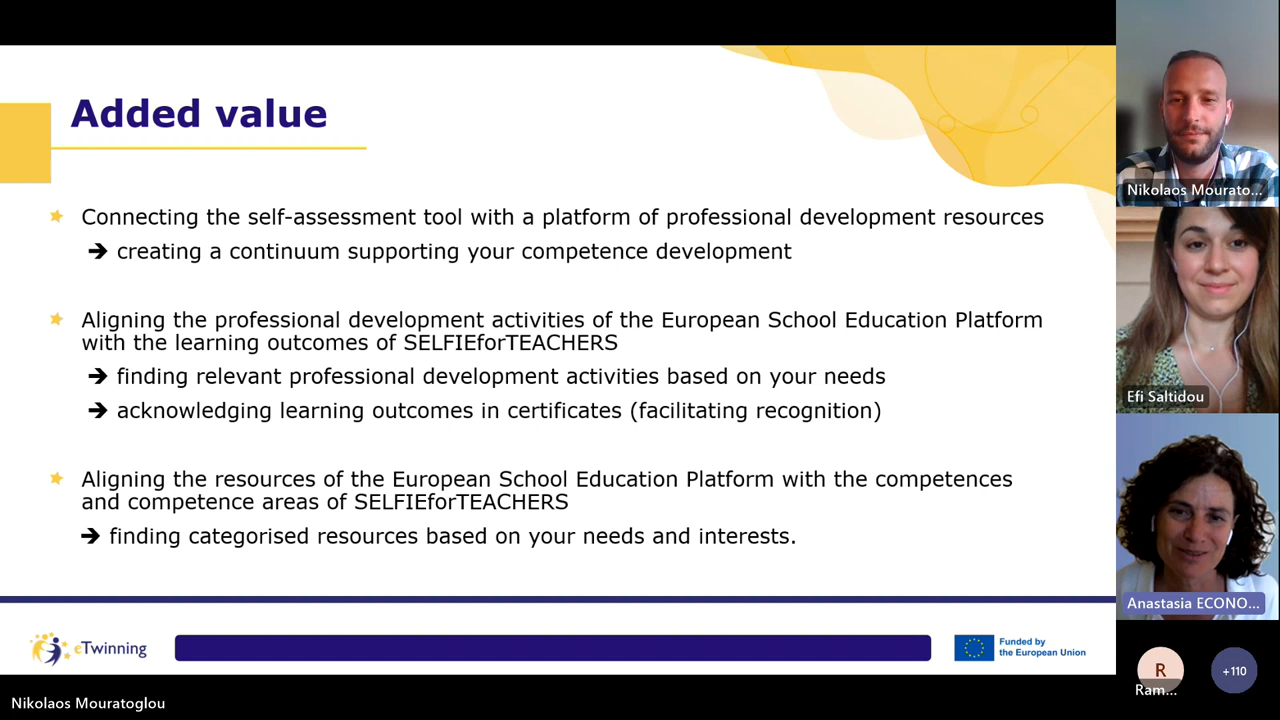 Added value
Connecting the self-assessment tool with a platform of professional development resources
➔ creating a continuum supporting your competence development
Aligning the professional development activities of the European School Education Platform
with the learning outcomes of SELFIEforTEACHERS
➔ finding relevant professional development activities based on your needs
➔ acknowledging learning outcomes in certificates (facilitating recognition)
Aligning the resources of the European School Education Platform with the competences
and competence areas of SELFIEforTEACHERS
➔ finding categorised resources based on your needs and interests.
eTwinning
Funded by
the European Union
Nikolaos Mouratoglou
Nikolaos Mourato...
Efi Saltidou
Anastasia ECONO...
R
Ram...
+110